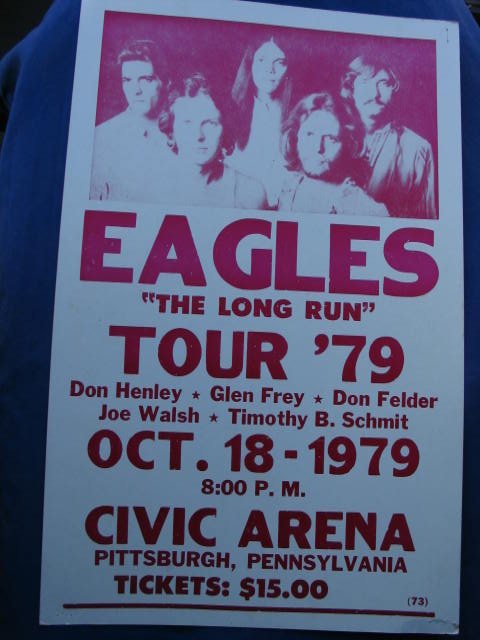 EAGLES
"THE LONG RUN"
TOUR '79
Don Henley ★ Glen Frey ★ Don Felder
Joe Walsh ★ Timothy B. Schmit
OCT. 18 - 1979
8:00 P. M.
CIVIC ARENA
PITTSBURGH, PENNSYLVANIA
TICKETS: $15.00
(73)